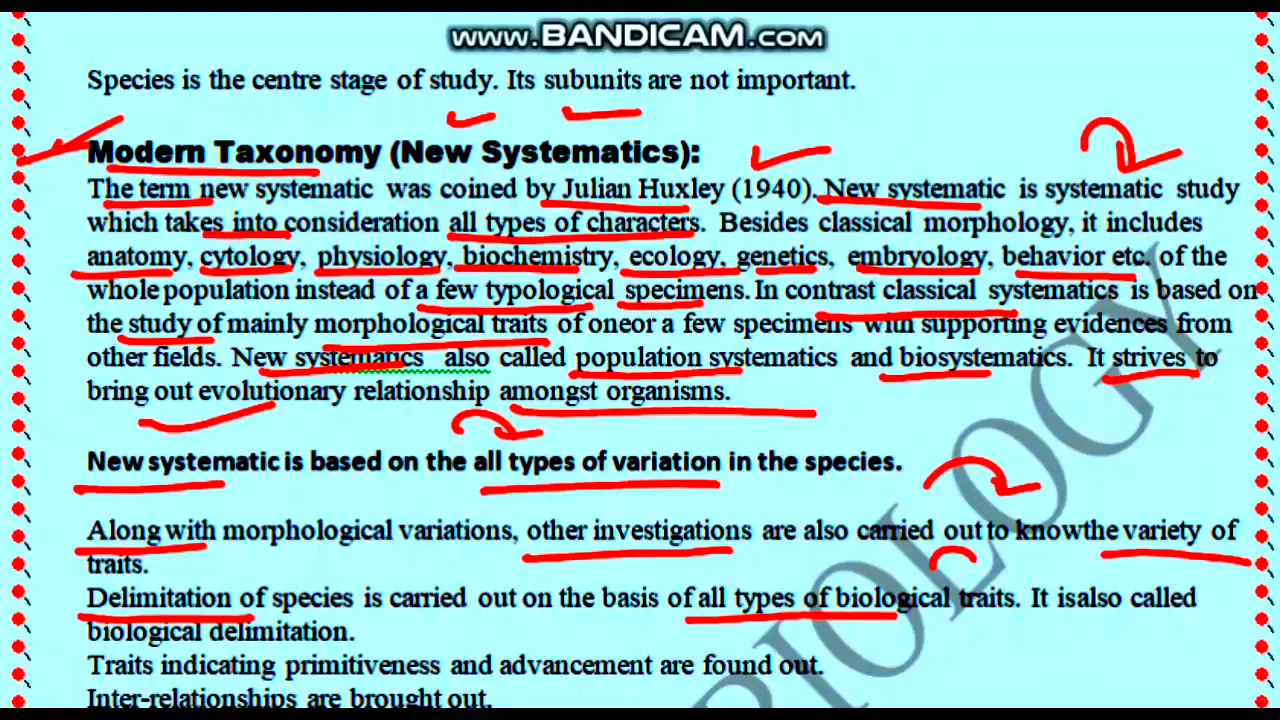 www.BANDICAM.com
Species is the centre stage of study. Its subunits are not important.
Modern Taxonomy (New Systematics):
The term new systematic was coined by Julian Huxley (1940). New systematic is systematic study
which takes into consideration all types of characters. Besides classical morphology, it includes
anatomy, cytology, physiology, biochemistry, ecology, genetics, embryology, behavior etc. of the
whole population instead of a few typological specimens. In contrast classical systematics is based on
the study of mainly morphological traits of oneor a few specimens with supporting evidences from
other fields. New systematics also called population systematics and biosystematics. It strives to
bring out evolutionary relationship amongst organisms.
New systematic is based on the all types of variation in the species.
Along with morphological variations, other investigations are also carried out to knowthe variety of
traits.
Delimitation of species is carried out on the basis of all types of biological traits. It isalso called
biological delimitation.
Traits indicating primitiveness and advancement are found out.
Inter-relationships are brought out.
BIOLOGY